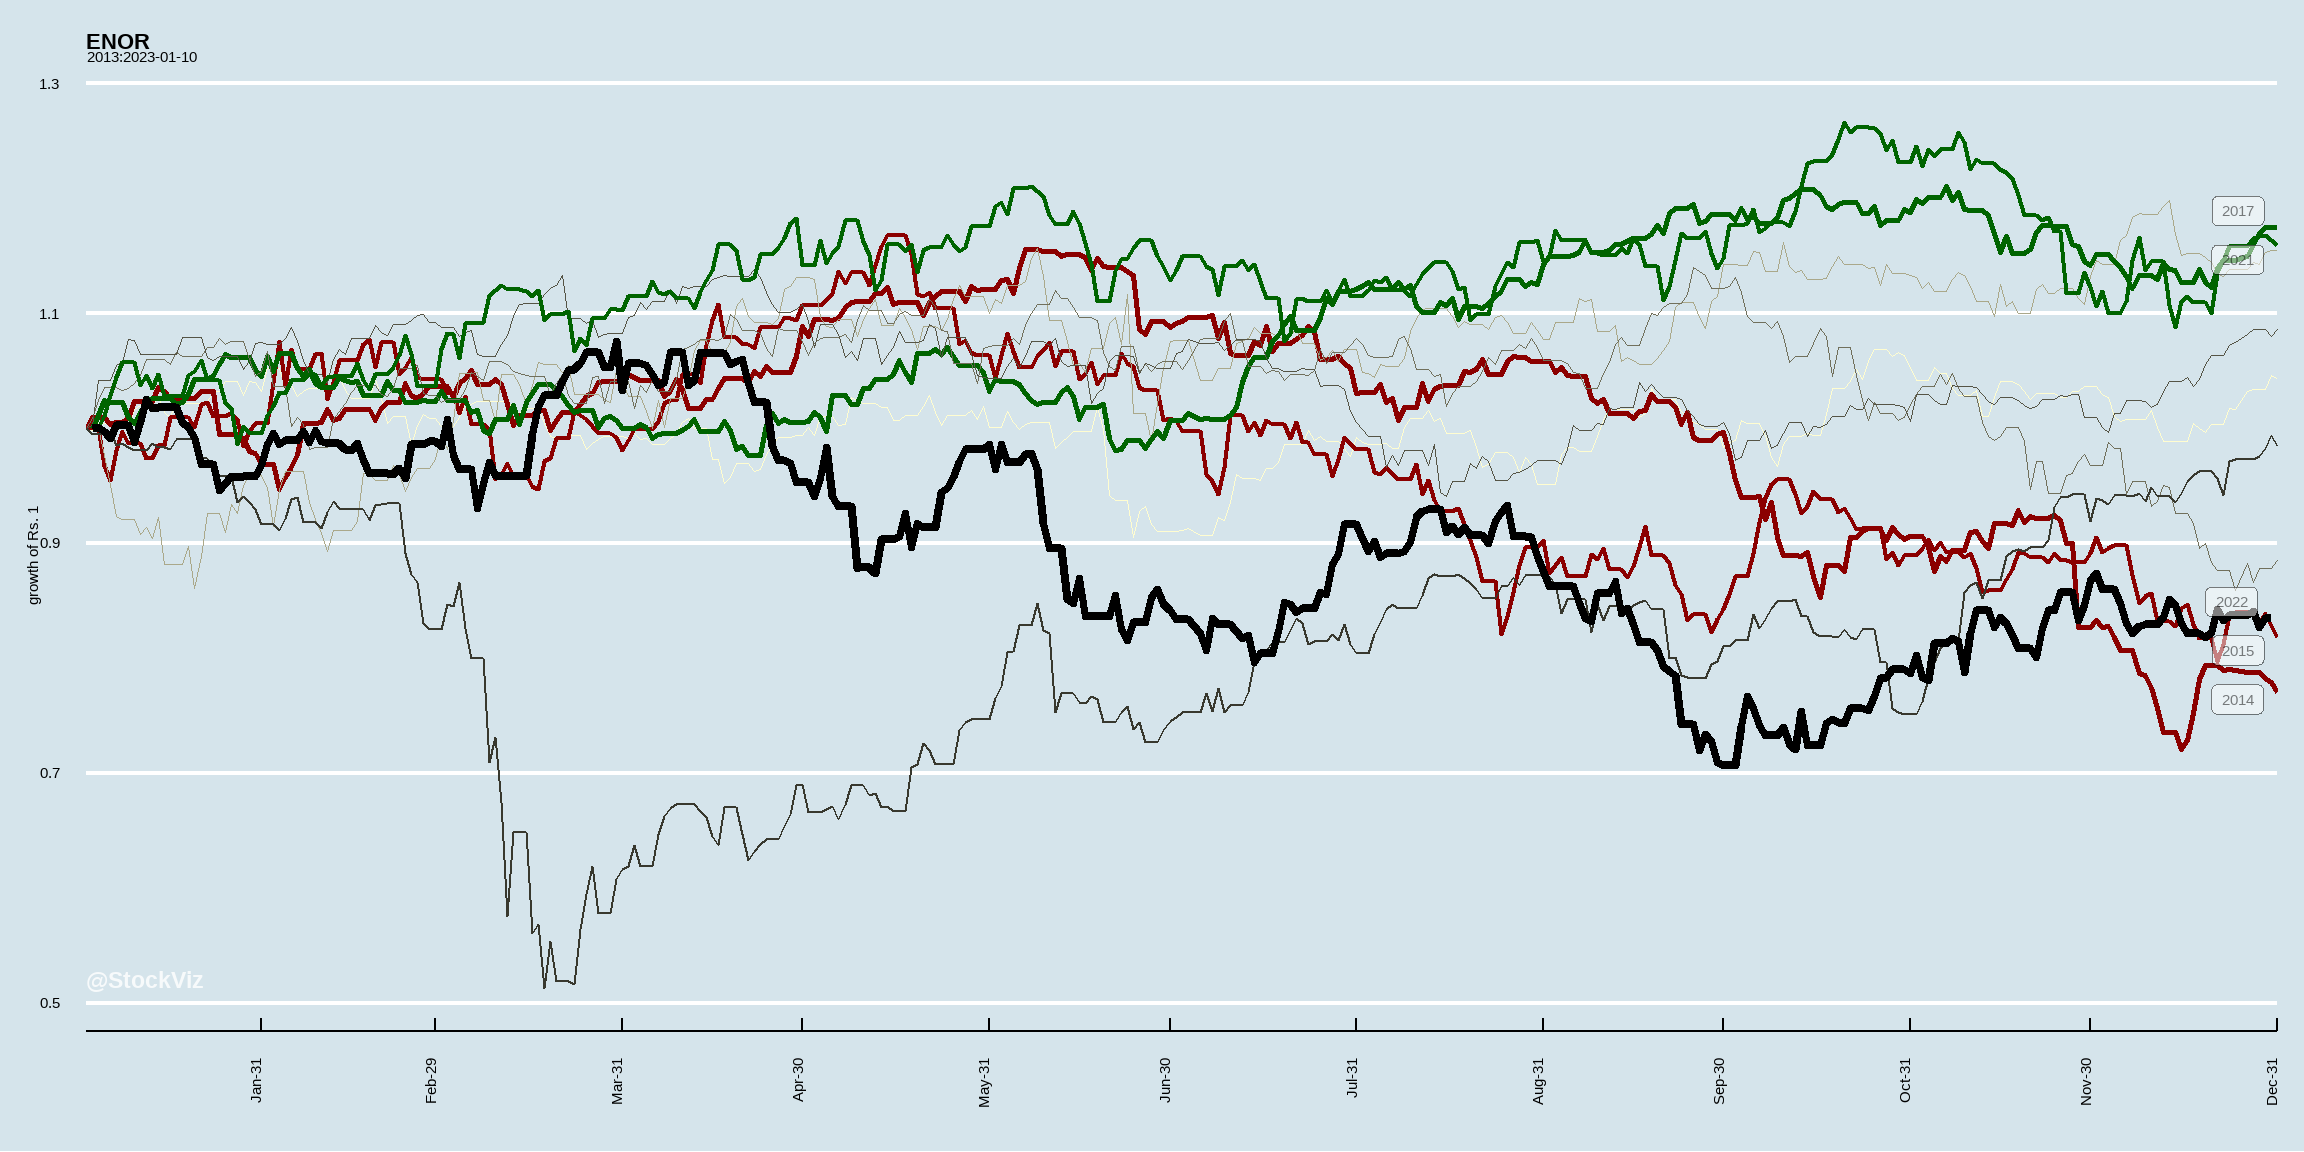 ENOR
2013:2023-01-10
1.3
1.1
0.9
0.7
0.5
growth of Rs. 1
2017
2021
2022
2015
2014
@StockViz
Jan-31
Feb-29
Mar-31
Apr-30
May-31
Jun-30
Jul-31
Aug-31
Sep-30
Oct-31
Nov-30
Dec-31